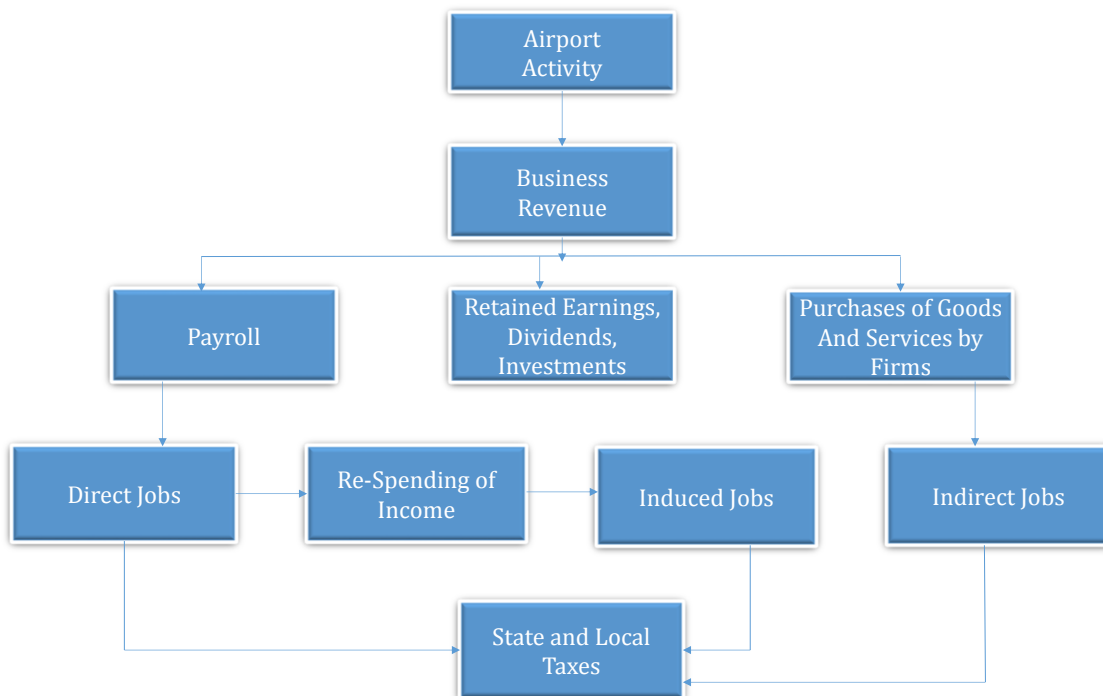 Airport
Activity
Business
Revenue
Payroll
Retained Earnings,
Dividends,
Investments
Purchases of Goods
And Services by
Firms
Direct Jobs
Re-Spending of
Income
Induced Jobs
Indirect Jobs
State and Local
Taxes